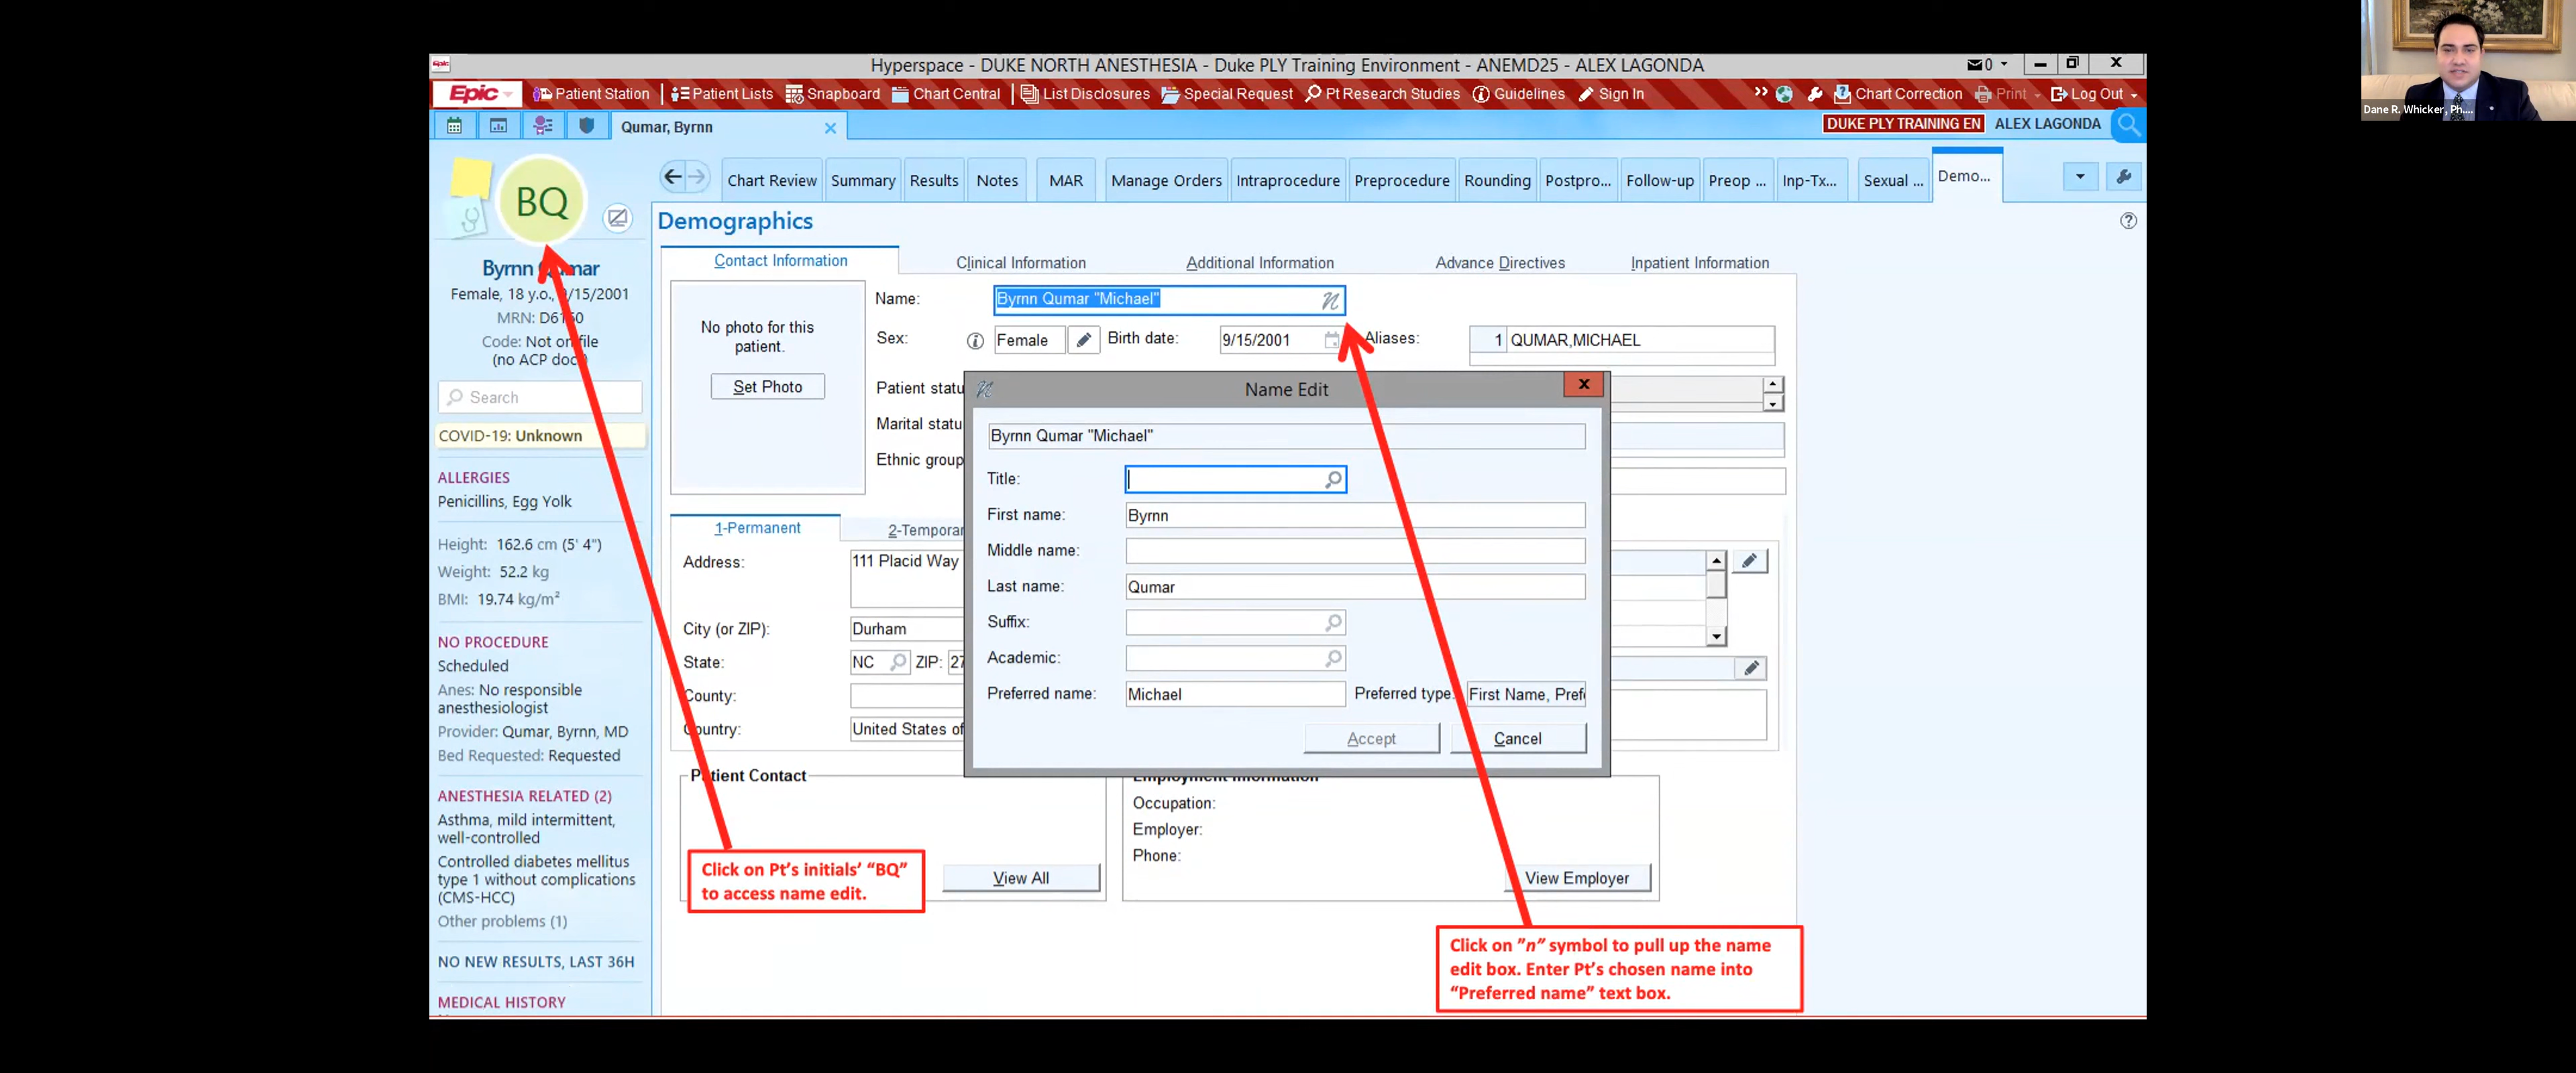 Hyperspace - DUKE NORTH ANESTHESIA - Duke PLY Training Environment - ANEMD25 - ALEX LAGONDA
0
Epic Patient Station Patient Lists Snapboard Chart Central List Disclosures Special Request Pt Research Studies Guidelines Sign In Chart Correction Print Log Out
Qumar, Byrnn
DUKE PLY TRAINING EN ALEX LAGONDA
Dane R. Whicker, Ph....
BQ
Byrnn Qumar
Female, 18 y.o., 9/15/2001
MRN: D6160
Code: Not on file
(no ACP docs)
Search
COVID-19: Unknown
ALLERGIES
Penicillins, Egg Yolk
Height: 162.6 cm (5' 4")
Weight: 52.2 kg
BMI: 19.74 kg/m²
NO PROCEDURE
Scheduled
Anes: No responsible
anesthesiologist
Provider: Qumar, Byrnn, MD
Bed Requested: Requested
ANESTHESIA RELATED (2)
Asthma, mild intermittent,
well-controlled
Controlled diabetes mellitus
type 1 without complications
(CMS-HCC)
Other problems (1)
NO NEW RESULTS, LAST 36H
MEDICAL HISTORY
Chart Review Summary Results Notes MAR Manage Orders Intraprocedure Preprocedure Rounding Postpro... Follow-up Preop ... Inp-Tx... Sexual ... Demo...
Demographics
Contact Information Clinical Information Additional Information Advance Directives Inpatient Information
No photo for this
patient.
Set Photo
Name: Byrnn Qumar "Michael"
Sex: Female Birth date: 9/15/2001 Aliases: 1 QUMAR,MICHAEL
Patient statu
Marital statu
Ethnic group
1-Permanent 2-Temporar
Address: 111 Placid Way
City (or ZIP): Durham
State: NC ZIP: 27
County:
Country: United States of
Name Edit
Byrnn Qumar "Michael"
Title:
First name: Byrnn
Middle name:
Last name: Qumar
Suffix:
Academic:
Preferred name: Michael Preferred type: First Name, Pref
Accept Cancel
Patient Contact
View All
Employment Information
Occupation:
Employer:
Phone:
View Employer
Click on Pt's initials' “BQ”
to access name edit.
Click on ”n” symbol to pull up the name
edit box. Enter Pt's chosen name into
“Preferred name” text box.